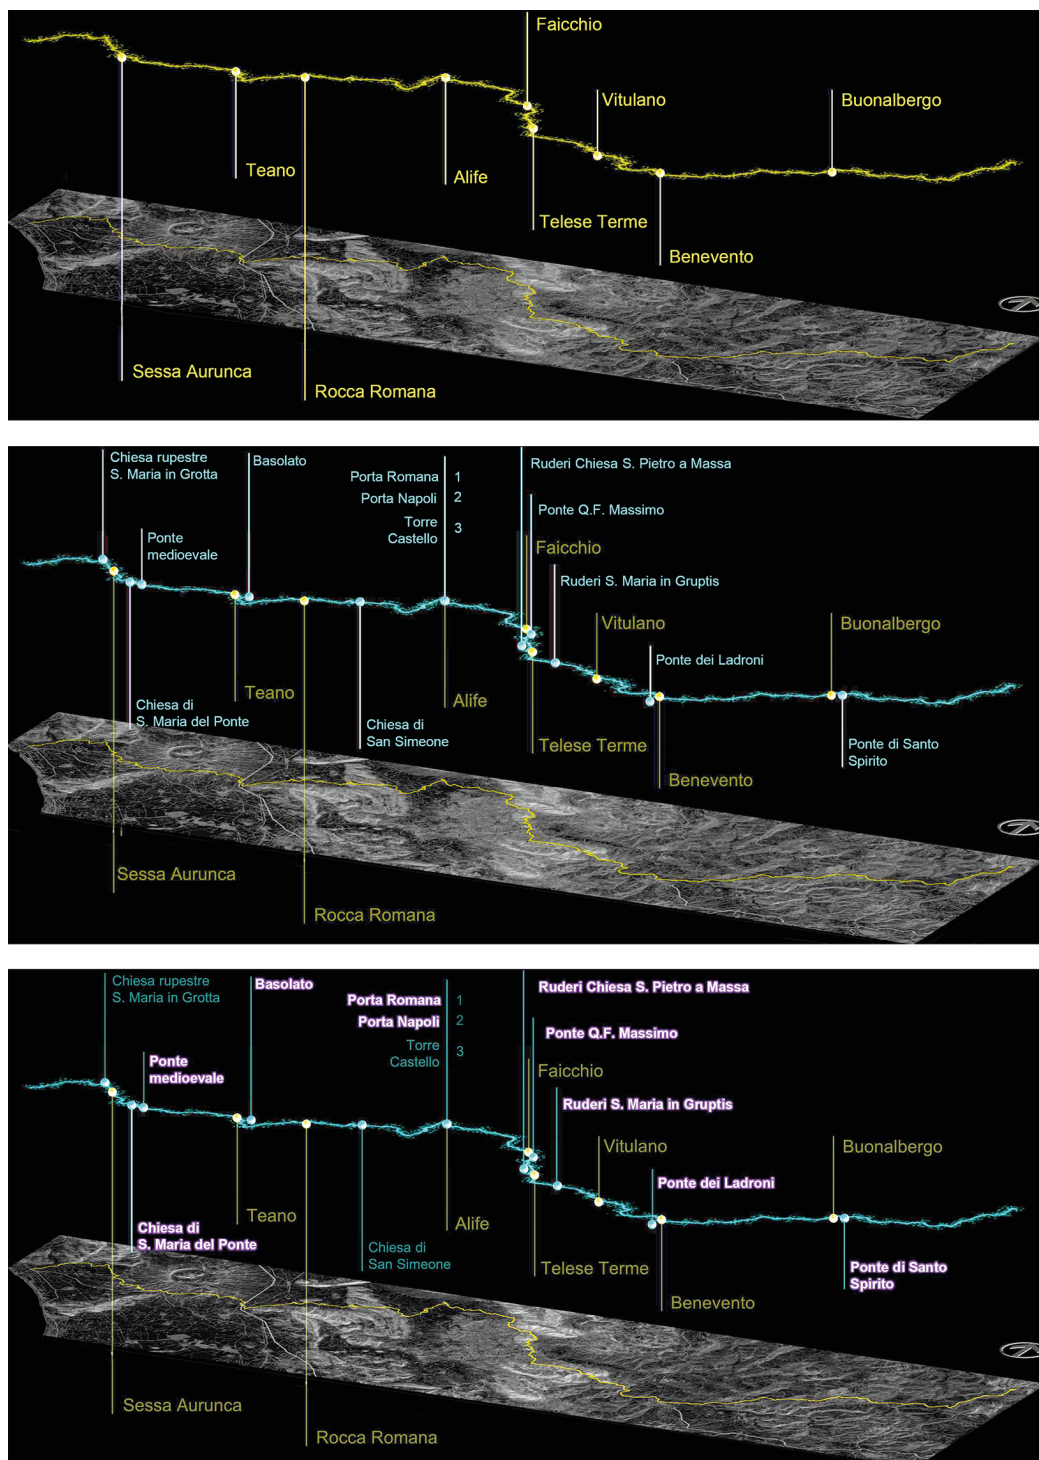 Faicchio
Vitulano
Buonalbergo
Teano
Alife
Telese Terme
Benevento
Sessa Aurunca
Rocca Romana
Chiesa rupestre
S. Maria in Grotta
Basolato
Porta Romana 1
Porta Napoli 2
Torre
Castello 3
Ruderi Chiesa S. Pietro a Massa
Ponte Q.F. Massimo
Ponte
medioevale
Faicchio
Ruderi S. Maria in Gruptis
Vitulano
Buonalbergo
Ponte dei Ladroni
Teano
Alife
Chiesa di
S. Maria del Ponte
Chiesa di
San Simeone
Telese Terme
Ponte di Santo
Spirito
Benevento
Sessa Aurunca
Rocca Romana
Chiesa rupestre
S. Maria in Grotta
Basolato
Porta Romana 1
Porta Napoli 2
Torre
Castello 3
Ruderi Chiesa S. Pietro a Massa
Ponte Q.F. Massimo
Ponte
medioevale
Faicchio
Ruderi S. Maria in Gruptis
Vitulano
Buonalbergo
Ponte dei Ladroni
Teano
Alife
Chiesa di
S. Maria del Ponte
Chiesa di
San Simeone
Telese Terme
Ponte di Santo
Spirito
Benevento
Sessa Aurunca
Rocca Romana